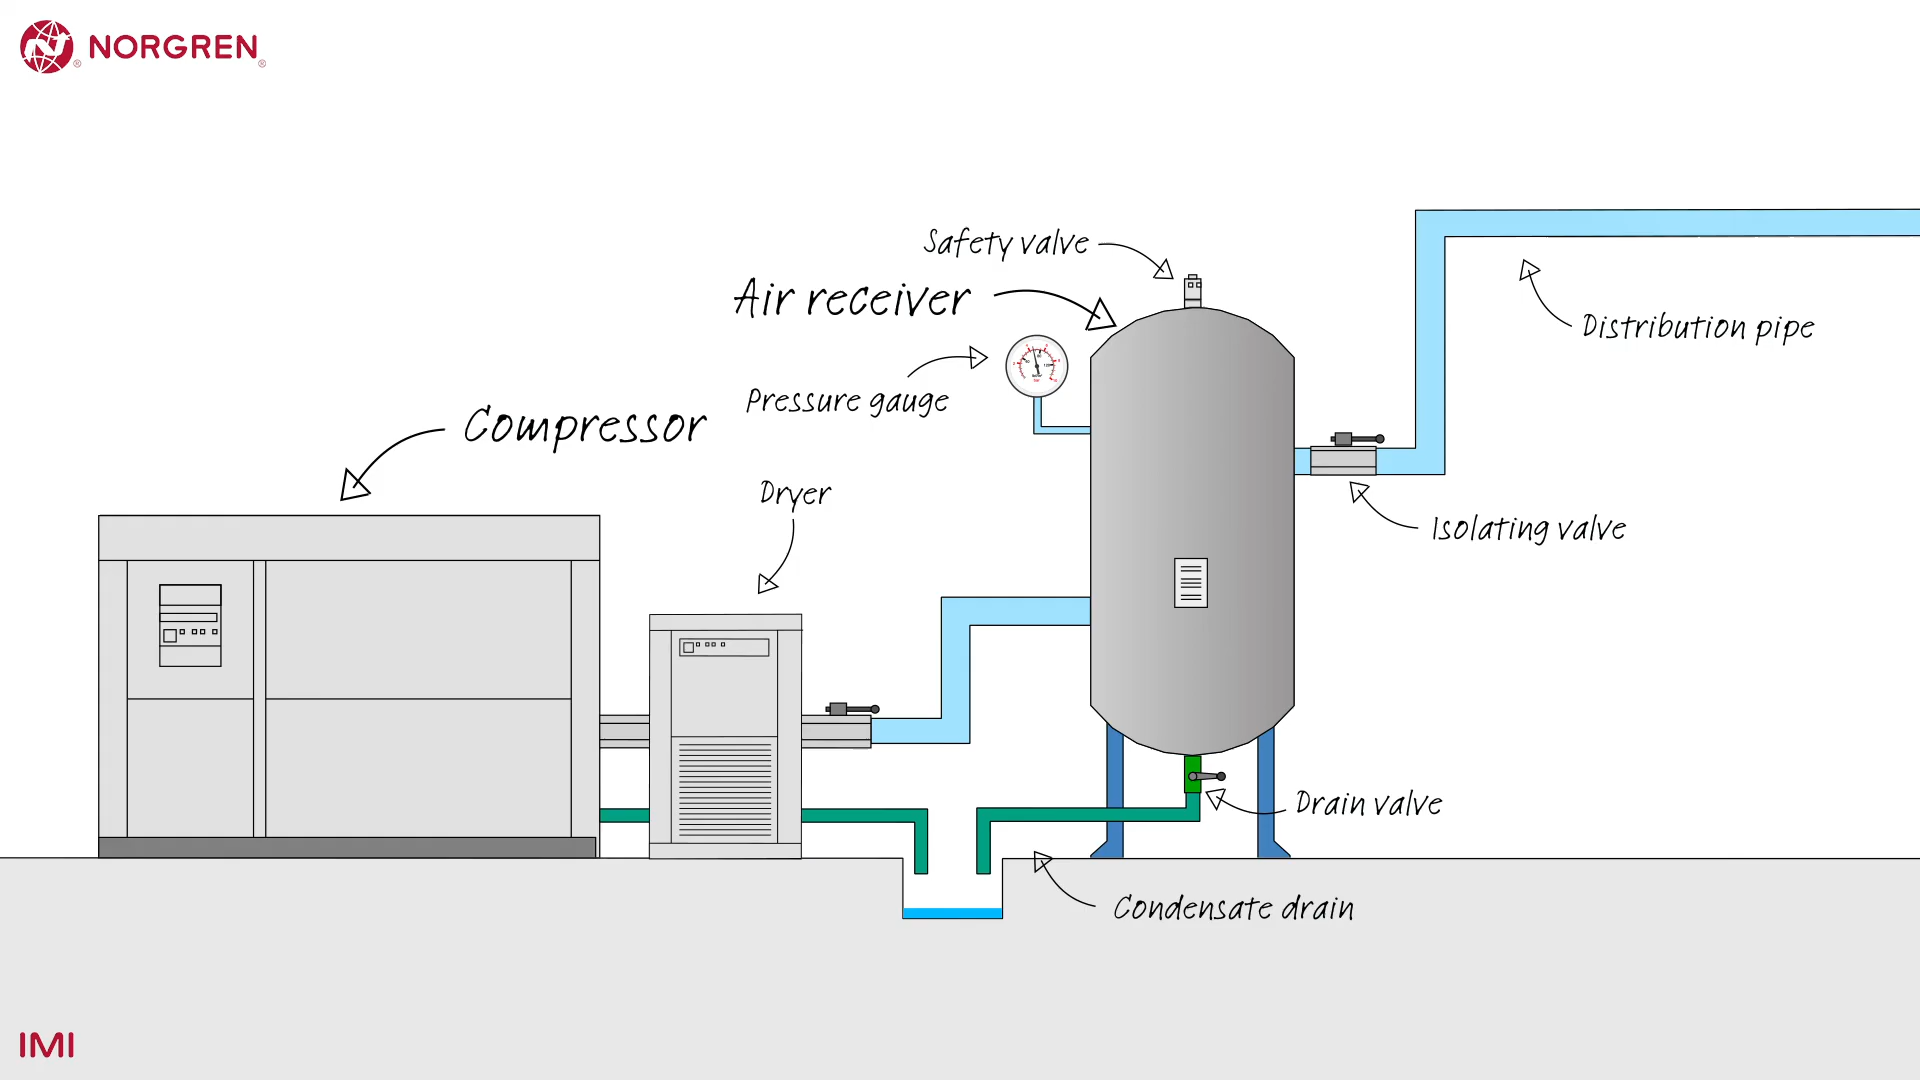 NORGREN
Safety valve
Air receiver
Distribution pipe
Pressure gauge
Compressor
Dryer
Isolating valve
Drain valve
Condensate drain
IMI